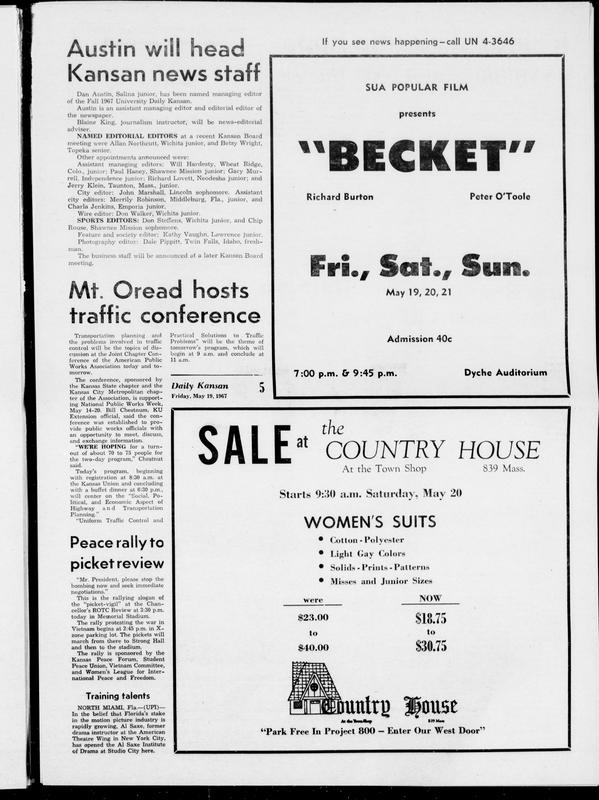 Austin will head
Kansan news staff
Dan Austin, Salina junior, has been named managing editor
of the Fall 1967 University Daily Kansan.
Austin is an assistant managing editor and editorial editor of
the newspaper.
Blaine King, journalism instructor, will be news-editorial
adviser.
NAMED EDITORIAL EDITORS at a recent Kansan Board
meeting were Allan Northcutt, Wichita junior, and Betsy Wright,
Topeka senior.
Other appointments announced were:
Assistant managing editors: Will Hardesty, Wheat Ridge,
Colo., junior; Paul Haney, Shawnee Mission junior; Gary Mur-
rell, Independence junior; Richard Lovett, Neodesha junior; and
Jerry Klein, Taunton, Mass., junior.
City editor: John Marshall, Lincoln sophomore. Assistant
city editors: Merrily Robinson, Middleburg, Fla., junior, and
Charla Jenkins, Emporia junior.
Wire editor: Don Walker, Wichita junior.
SPORTS EDITORS: Don Steffens, Wichita junior, and Chip
Rouse, Shawnee Mission sophomore.
Feature and society editor: Kathy Vaughn, Lawrence junior.
Photography editor: Dale Pippitt, Twin Falls, Idaho, fresh-
man.
The business staff will be announced at a later Kansan Board
meeting.
Mt. Oread hosts
traffic conference
Transportation planning and
the problems involved in traffic
control will be the topics of dis-
cussion at the Joint Chapter Con-
ference of the American Public
Works Association today and to-
morrow.
The conference, sponsored by
the Kansas State chapter and the
Kansas City Metropolitan chap-
ter of the Association, is support-
ing National Public Works Week,
May 14-20. Bill Chestnut, KU
Extension official, said the con-
ference was established to pro-
vide public works officials with
an opportunity to meet, discuss,
and exchange information.
"WE'RE HOPING for a turn-
out of about 70 to 75 people for
the two-day program," Chestnut
said.
Today's program, beginning
with registration at 8:30 a.m. at
the Kansas Union and concluding
with a buffet dinner at 6:30 p.m.,
will center on the "Social, Po-
litical, and Economic Aspect of
Highway and Transportation
Planning."
"Uniform Traffic Control and
Practical Solutions to Traffic
Problems" will be the theme of
tomorrow's program, which will
begin at 9 a.m. and conclude at
11 a.m.
Daily Kansan 5
Friday, May 19, 1967
Peace rally to
picket review
"Mr. President, please stop the
bombing now and seek immediate
negotiations."
This is the rallying slogan of
the "picket-vigil" at the Chan-
cellor's ROTC Review at 3:30 p.m.
today in Memorial Stadium.
The rally protesting the war in
Vietnam begins at 2:45 p.m. in X-
zone parking lot. The pickets will
march from there to Strong Hall
and then to the stadium.
The rally is sponsored by the
Kansas Peace Forum, Student
Peace Union, Vietnam Committee,
and Women's League for Inter-
national Peace and Freedom.
Training talents
NORTH MIAMI, Fla.—(UPI)—
In the belief that Florida's stake
in the motion picture industry is
rapidly growing, Al Saxe, former
drama instructor at the American
Theatre Wing in New York City,
has opened the Al Saxe Institute
of Drama at Studio City here.
If you see news happening—call UN 4-3646
SUA POPULAR FILM
presents
"BECKET"
Richard Burton Peter O'Toole
Fri., Sat., Sun.
May 19, 20, 21
Admission 40c
7:00 p.m. & 9:45 p.m. Dyche Auditorium
SALE at the
COUNTRY HOUSE
At the Town Shop 839 Mass.
Starts 9:30 a.m. Saturday, May 20
WOMEN'S SUITS
• Cotton-Polyester
• Light Gay Colors
• Solids-Prints-Patterns
• Misses and Junior Sizes
were NOW
$23.00 $18.75
to to
$40.00 $30.75
Country House
At the Town Shop 839 Mass
"Park Free In Project 800 — Enter Our West Door"